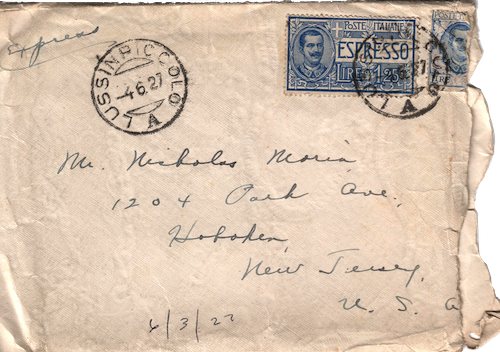 Express
LUSSINPICCOLO
-4 6.27
A
POSTE ITALIANE
ESPRESSO
LIRE 1,25
POSTE
A
Mr. Nicholas Morin
1204 Park Ave.,
Hoboken
New Jersey,
U. S. A
6/3/27